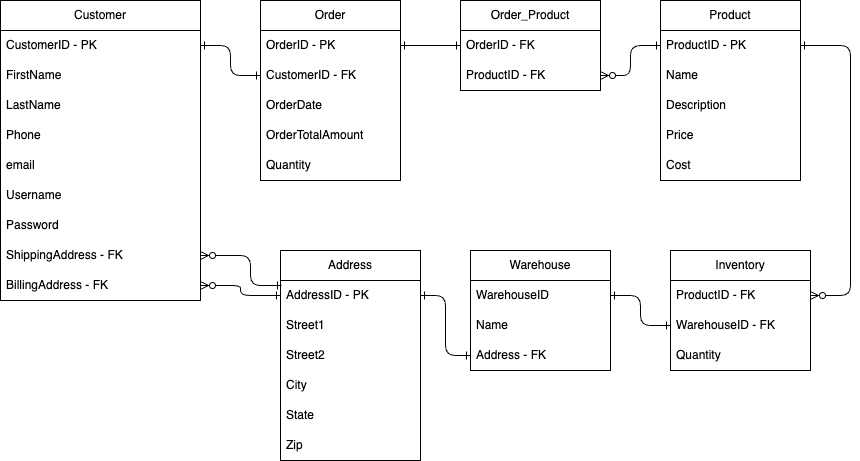 Customer
CustomerID - PK
FirstName
LastName
Phone
email
Username
Password
ShippingAddress - FK
BillingAddress - FK
Order
OrderID - PK
CustomerID - FK
OrderDate
OrderTotalAmount
Quantity
Order_Product
OrderID - FK
ProductID - FK
Product
ProductID - PK
Name
Description
Price
Cost
Address
AddressID - PK
Street1
Street2
City
State
Zip
Warehouse
WarehouseID
Name
Address - FK
Inventory
ProductID - FK
WarehouseID - FK
Quantity